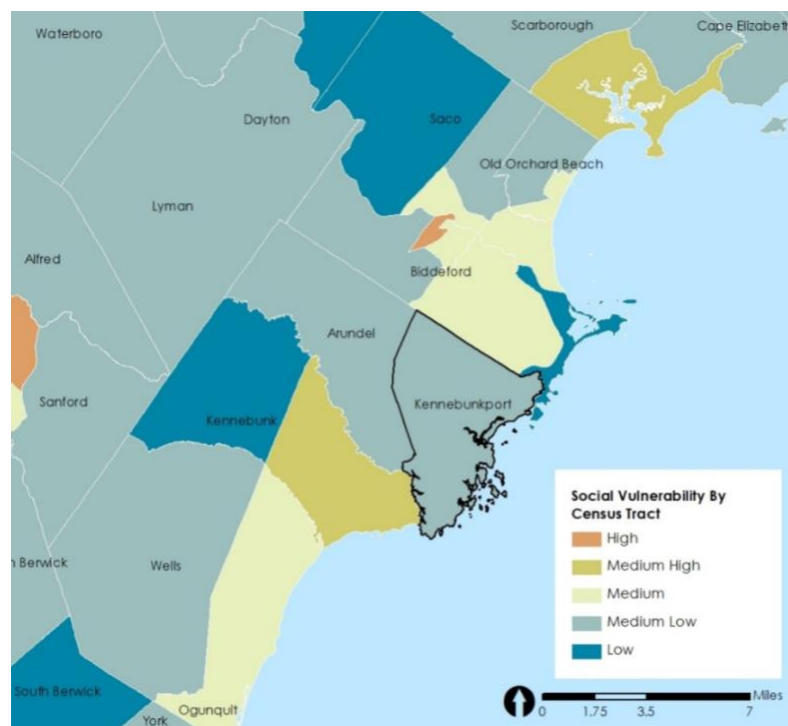 Waterboro
Scarborough
Cape Elizabeth
Dayton
Saco
Old Orchard Beach
Lyman
Alfred
Biddeford
Arundel
Sanford
Kennebunk
Kennebunkport
n Berwick
Wells
South Berwick
Ogunquit
York
Social Vulnerability By
Census Tract
High
Medium High
Medium
Medium Low
Low
Miles
0 1.75 3.5 7